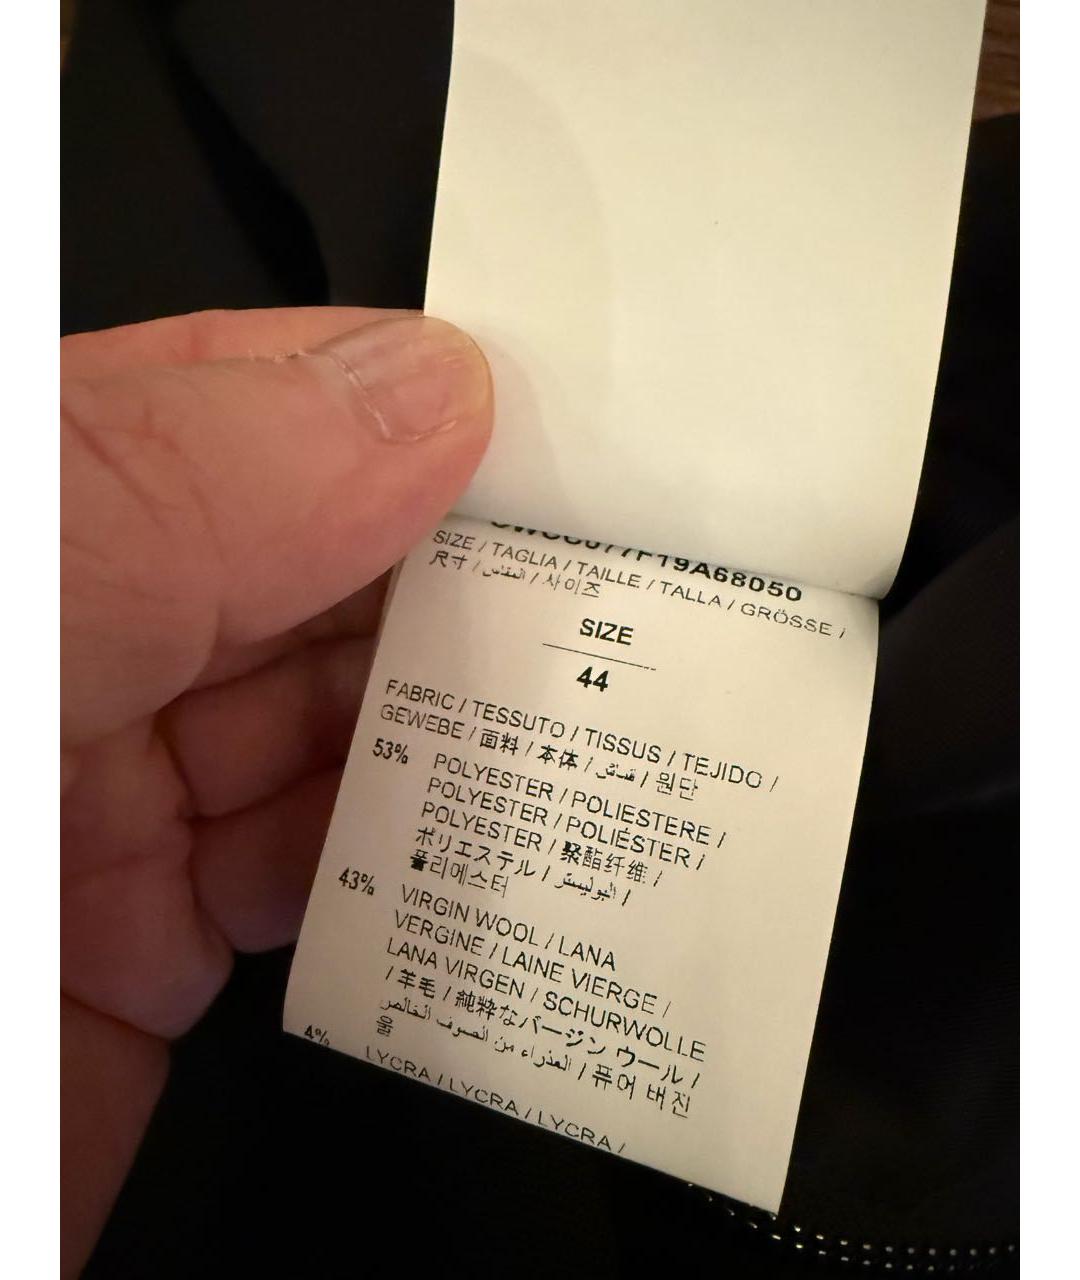 SIZE / TAGLIA / TAILLE / TALLA / GRÖSSE /
尺寸 / المقاس / 사이즈
SIZE
44
FABRIC / TESSUTO / TISSUS / TEJIDO /
GEWEBE / 面料 / 本体 / قماش / 원단
53% POLYESTER / POLIESTERE /
POLYESTER / POLIÉSTER /
POLYESTER / 聚酯纤维 /
ポリエステル / البوليستر /
폴리에스터
43% VIRGIN WOOL / LANA
VERGINE / LAINE VIERGE /
LANA VIRGEN / SCHURWOLLE
/ 羊毛 / 純粋なバージン ウール /
العذراء من الصوف الخالص / 퓨어 버진
울
4% LYCRA / LYCRA / LYCRA /